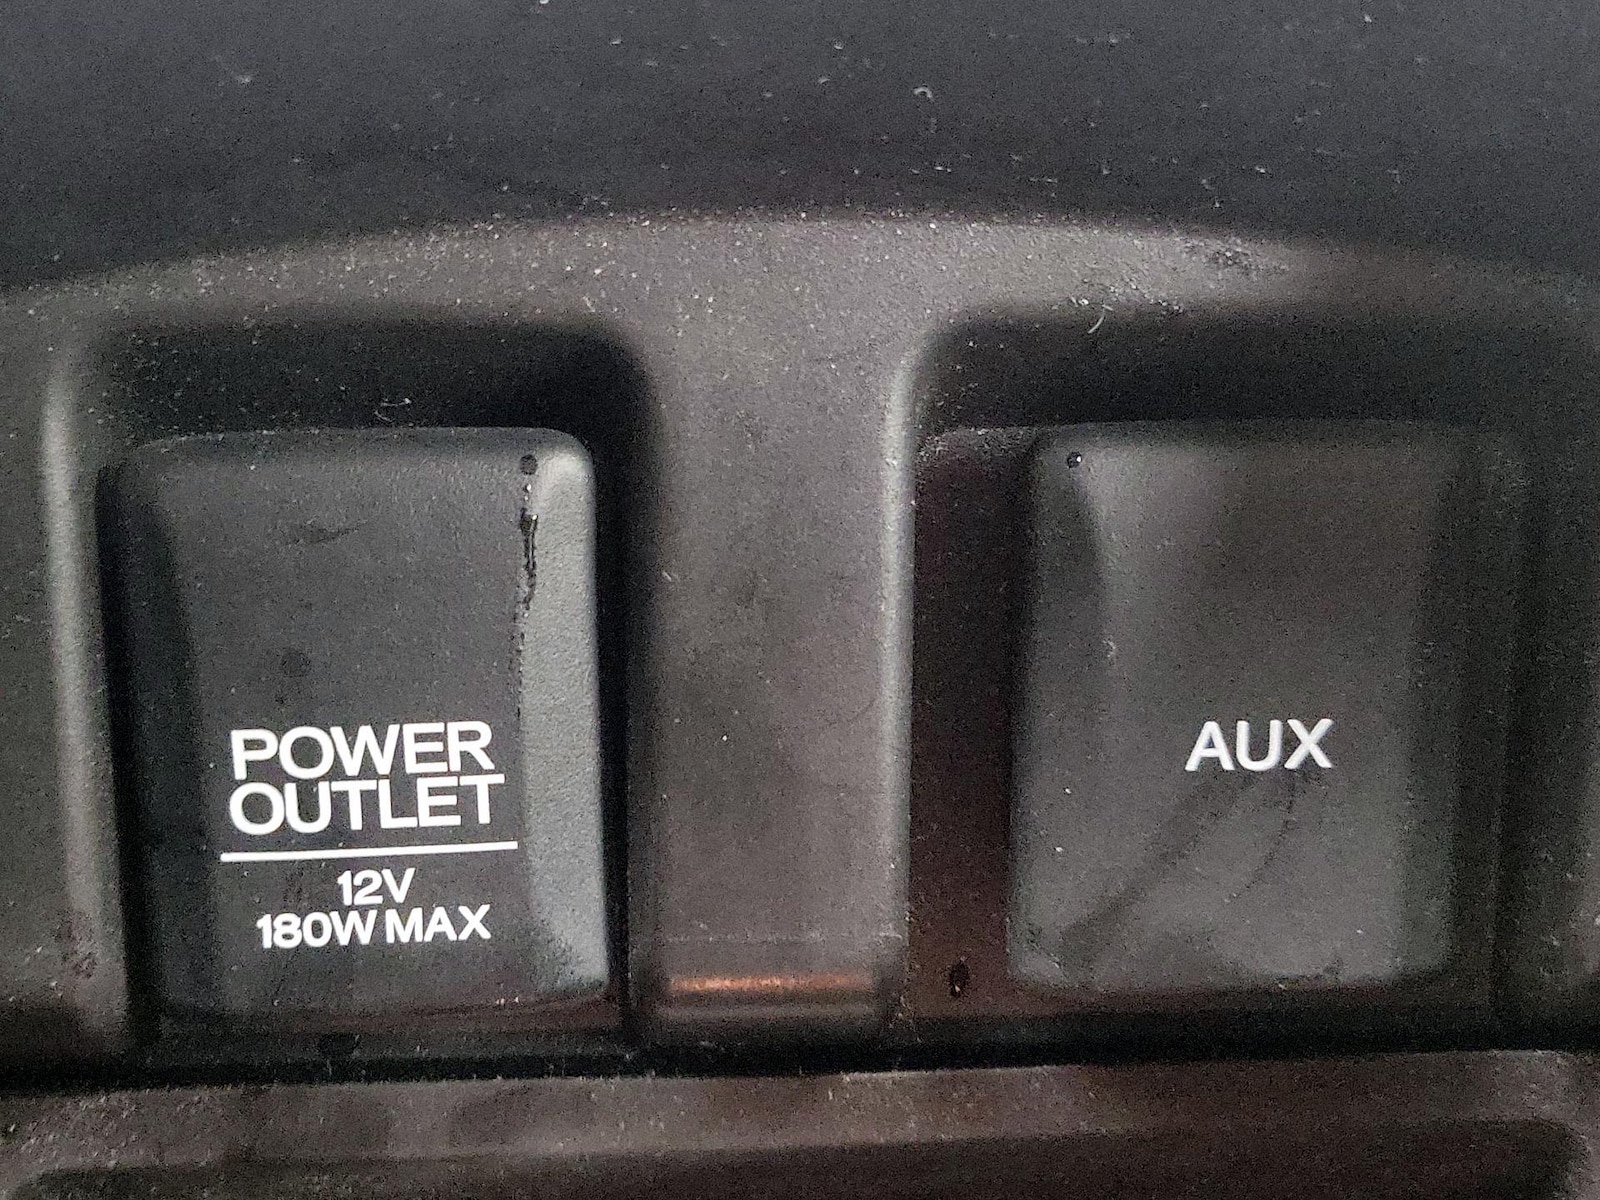 POWER
OUTLET
12V
180W MAX
AUX